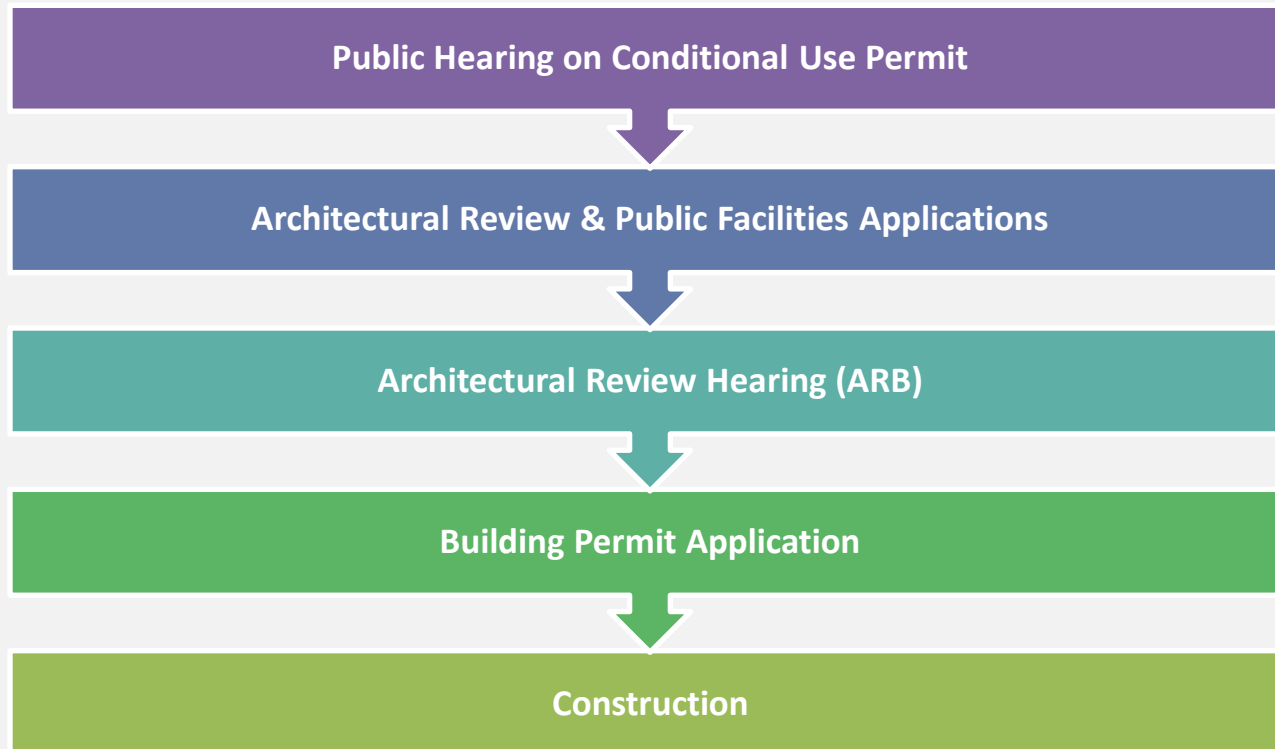 Public Hearing on Conditional Use Permit
Architectural Review & Public Facilities Applications
Architectural Review Hearing (ARB)
Building Permit Application
Construction